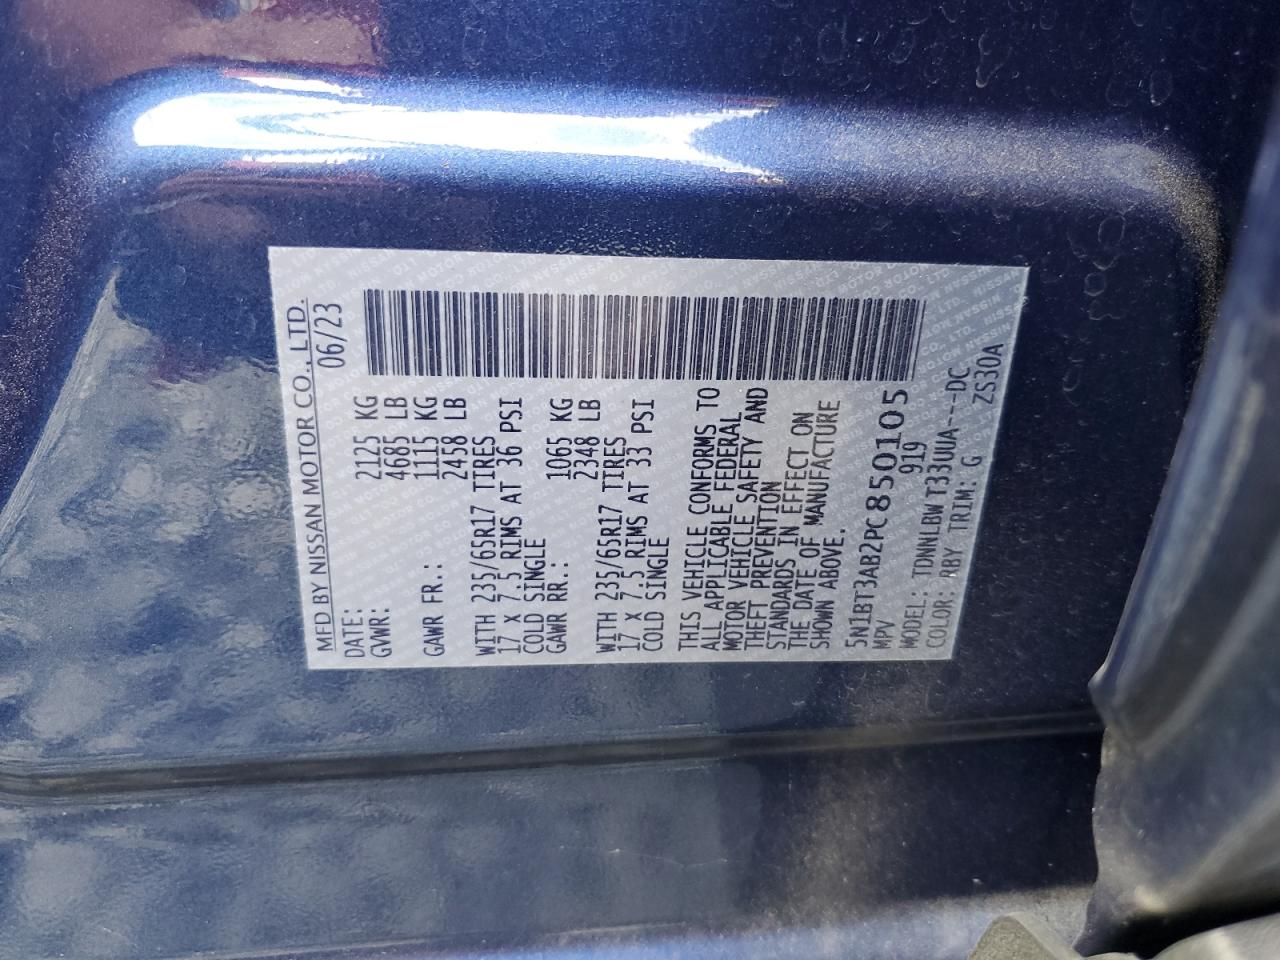 MFD BY NISSAN MOTOR CO., LTD.
DATE: 06/23
GVWR: 2125 KG
4685 LB
GAWR FR.: 1115 KG
2458 LB
WITH 235/65R17 TIRES
17 X 7.5 RIMS AT 36 PSI
COLD SINGLE
GAWR RR.: 1065 KG
2348 LB
WITH 235/65R17 TIRES
17 X 7.5 RIMS AT 33 PSI
COLD SINGLE
THIS VEHICLE CONFORMS TO
ALL APPLICABLE FEDERAL
MOTOR VEHICLE SAFETY AND
THEFT PREVENTION
STANDARDS IN EFFECT ON
THE DATE OF MANUFACTURE
SHOWN ABOVE.
5N1BT3AB2PC850105
MPV 919
MODEL: TDNNLBW T33UUA---DC
COLOR: RBY TRIM: G ZS30A